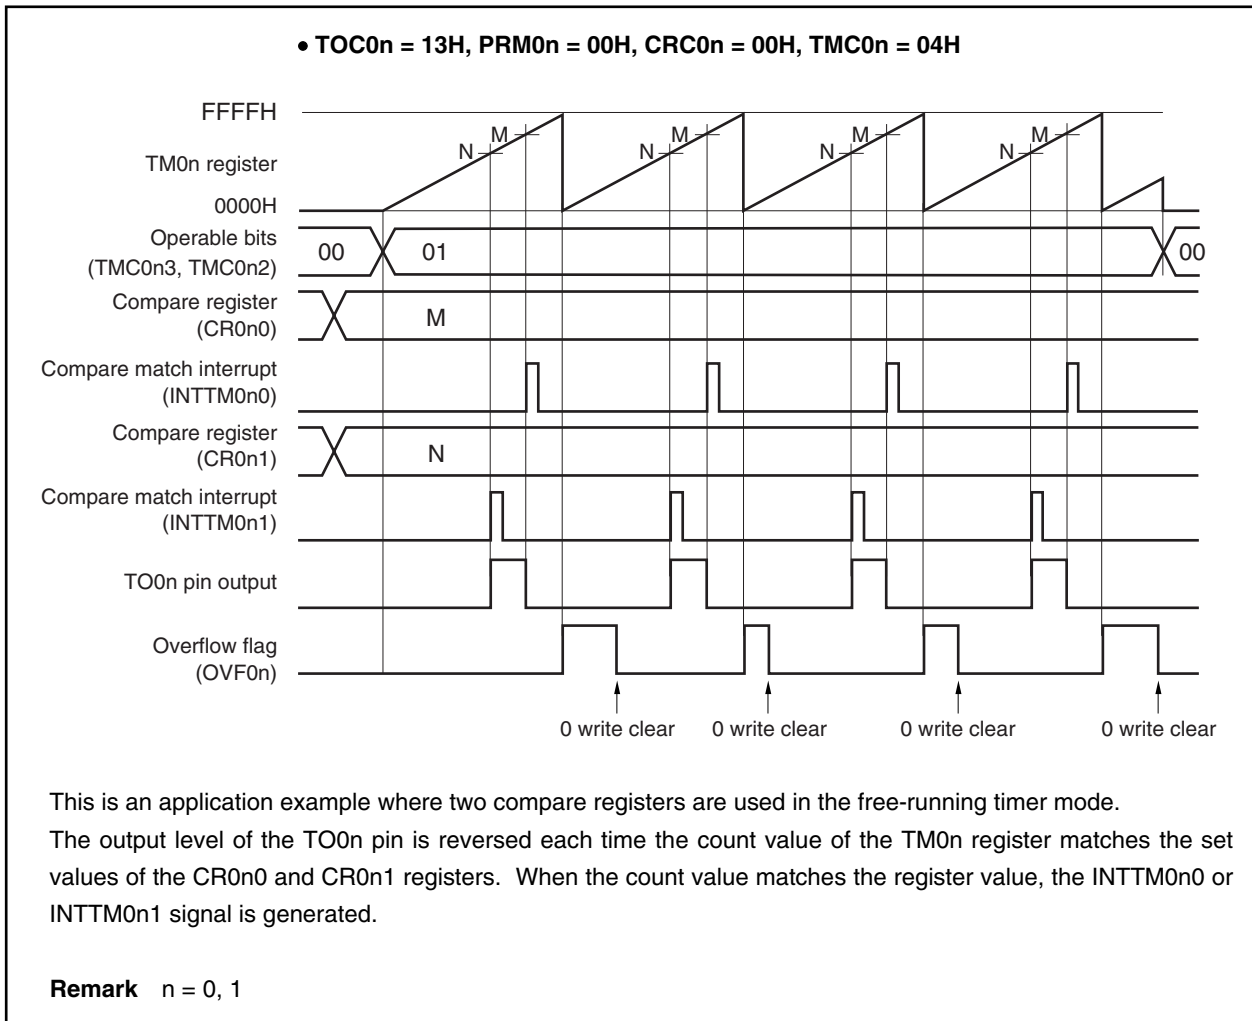 • TOC0n = 13H, PRM0n = 00H, CRC0n = 00H, TMC0n = 04H
FFFFH
M M M M
N N N N
TM0n register
0000H
Operable bits
(TMC0n3, TMC0n2)
00 01 00
Compare register
(CR0n0)
M
Compare match interrupt
(INTTM0n0)
Compare register
(CR0n1)
N
Compare match interrupt
(INTTM0n1)
TO0n pin output
Overflow flag
(OVF0n)
0 write clear 0 write clear 0 write clear 0 write clear
This is an application example where two compare registers are used in the free-running timer mode.
The output level of the TO0n pin is reversed each time the count value of the TM0n register matches the set
values of the CR0n0 and CR0n1 registers. When the count value matches the register value, the INTTM0n0 or
INTTM0n1 signal is generated.
Remark n = 0, 1